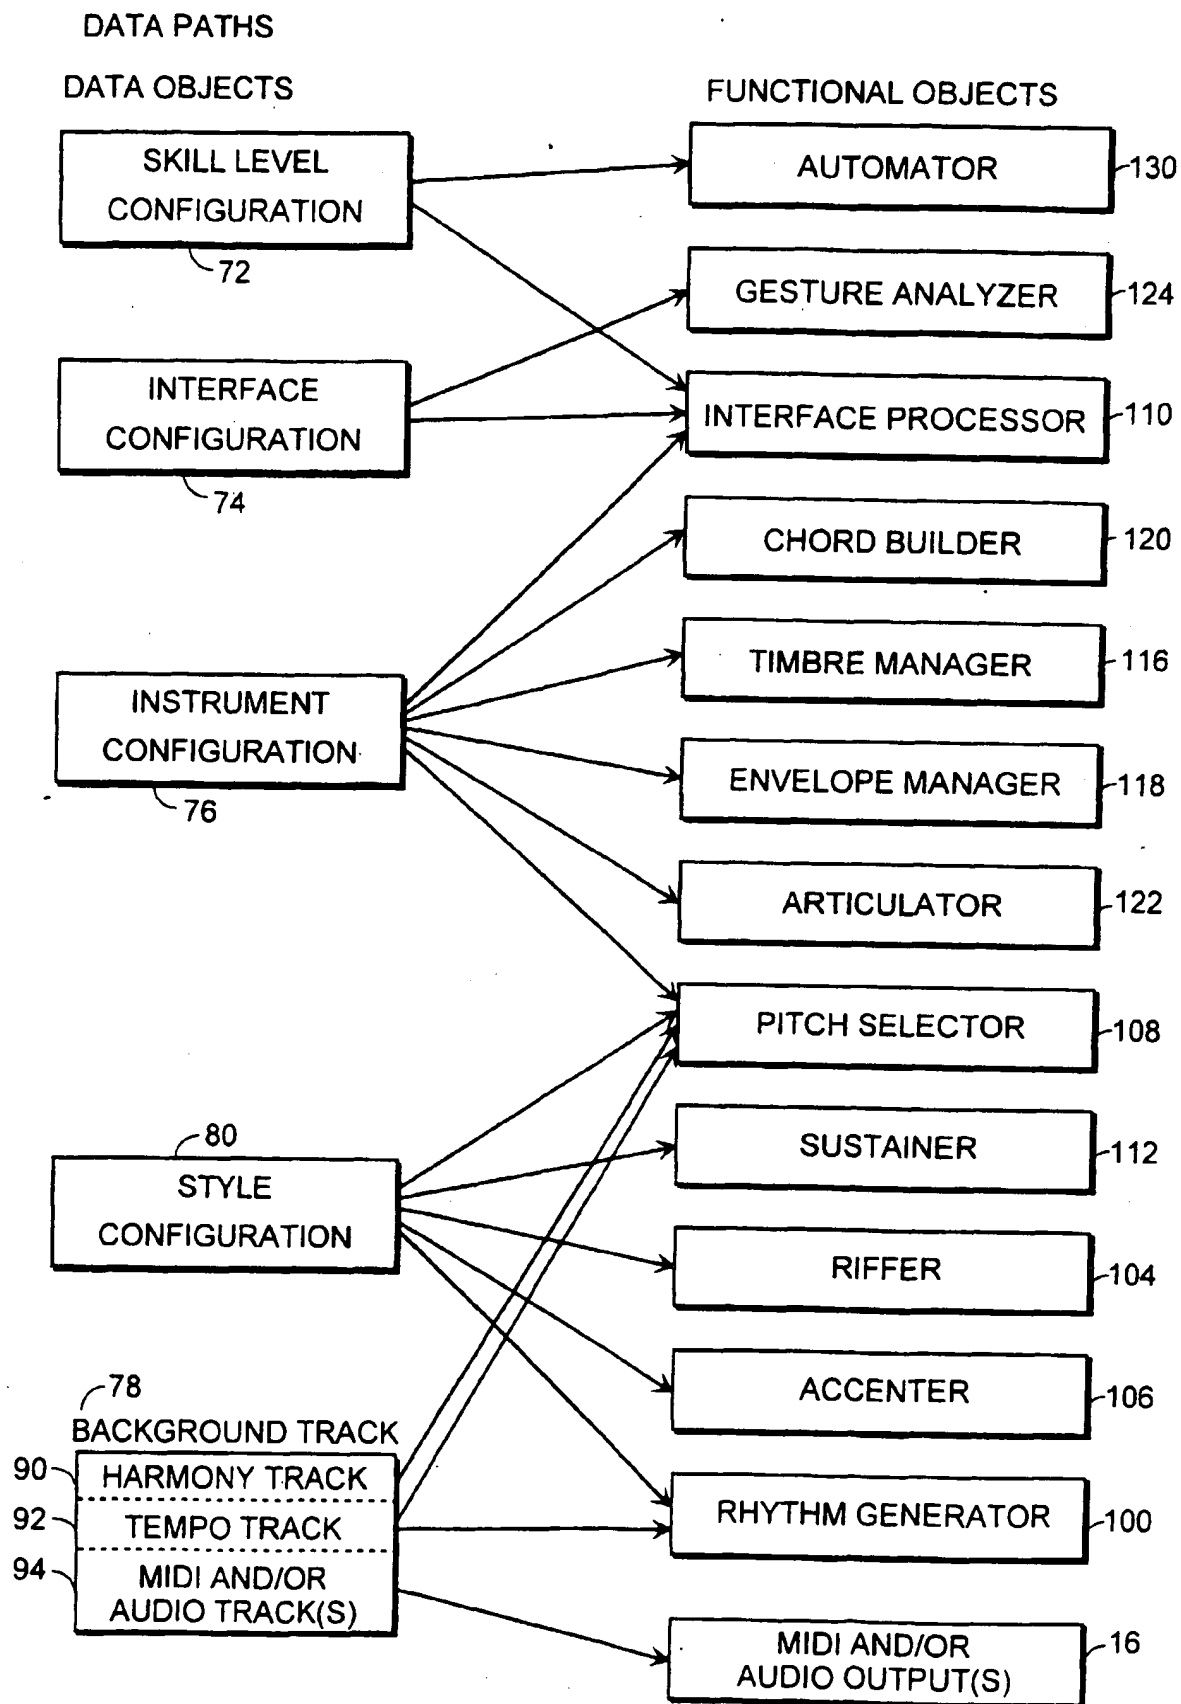 DATA PATHS
DATA OBJECTS
FUNCTIONAL OBJECTS
SKILL LEVEL
CONFIGURATION
72
AUTOMATOR
130
GESTURE ANALYZER
124
INTERFACE
CONFIGURATION
74
INTERFACE PROCESSOR
110
CHORD BUILDER
120
TIMBRE MANAGER
116
INSTRUMENT
CONFIGURATION
76
ENVELOPE MANAGER
118
ARTICULATOR
122
PITCH SELECTOR
108
80
STYLE
CONFIGURATION
SUSTAINER
112
RIFFER
104
ACCENTER
106
78
BACKGROUND TRACK
90
HARMONY TRACK
92
TEMPO TRACK
94
MIDI AND/OR
AUDIO TRACK(S)
RHYTHM GENERATOR
100
MIDI AND/OR
AUDIO OUTPUT(S)
16